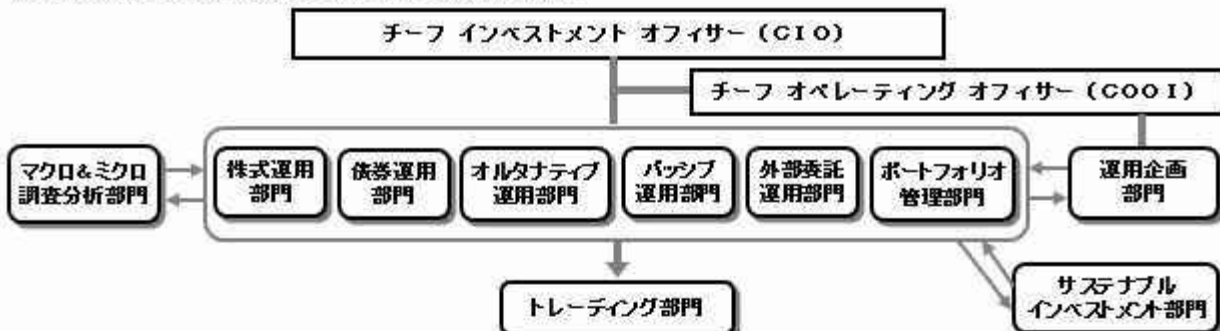 チーフ インベストメント オフィサー (CIO)
チーフ オペレーティング オフィサー (COOI)
マクロ&ミクロ
調査分析部門
株式運用
部門
債券運用
部門
オルタナティブ
運用部門
パッシブ
運用部門
外部委託
運用部門
ポートフォリオ
管理部門
運用企画
部門
トレーディング部門
サステナブル
インベストメント部門